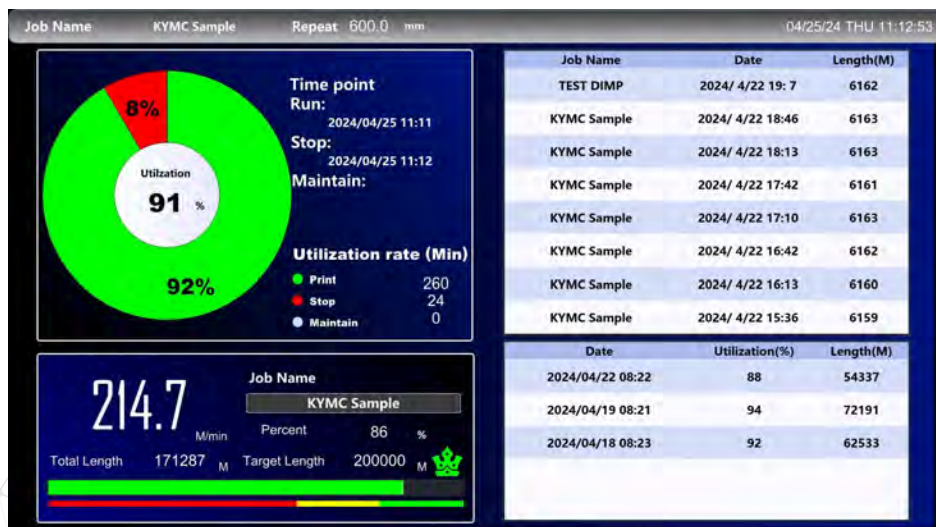 Job Name KYMC Sample Repeat 600.0 mm 04/25/24 THU 11:12:53
8%
Utilzation
91 %
92%
Time point
Run:
2024/04/25 11:11
Stop:
2024/04/25 11:12
Maintain:
Utilization rate (Min)
Print 260
Stop 24
Maintain 0
214.7 M/min
Job Name
KYMC Sample
Percent 86 %
Total Length 171287 M Target Length 200000 M
Job Name Date Length(M)
TEST DIMP 2024/ 4/22 19: 7 6162
KYMC Sample 2024/ 4/22 18:46 6163
KYMC Sample 2024/ 4/22 18:13 6163
KYMC Sample 2024/ 4/22 17:42 6161
KYMC Sample 2024/ 4/22 17:10 6163
KYMC Sample 2024/ 4/22 16:42 6162
KYMC Sample 2024/ 4/22 16:13 6160
KYMC Sample 2024/ 4/22 15:36 6159
Date Utilization(%) Length(M)
2024/04/22 08:22 88 54337
2024/04/19 08:21 94 72191
2024/04/18 08:23 92 62533